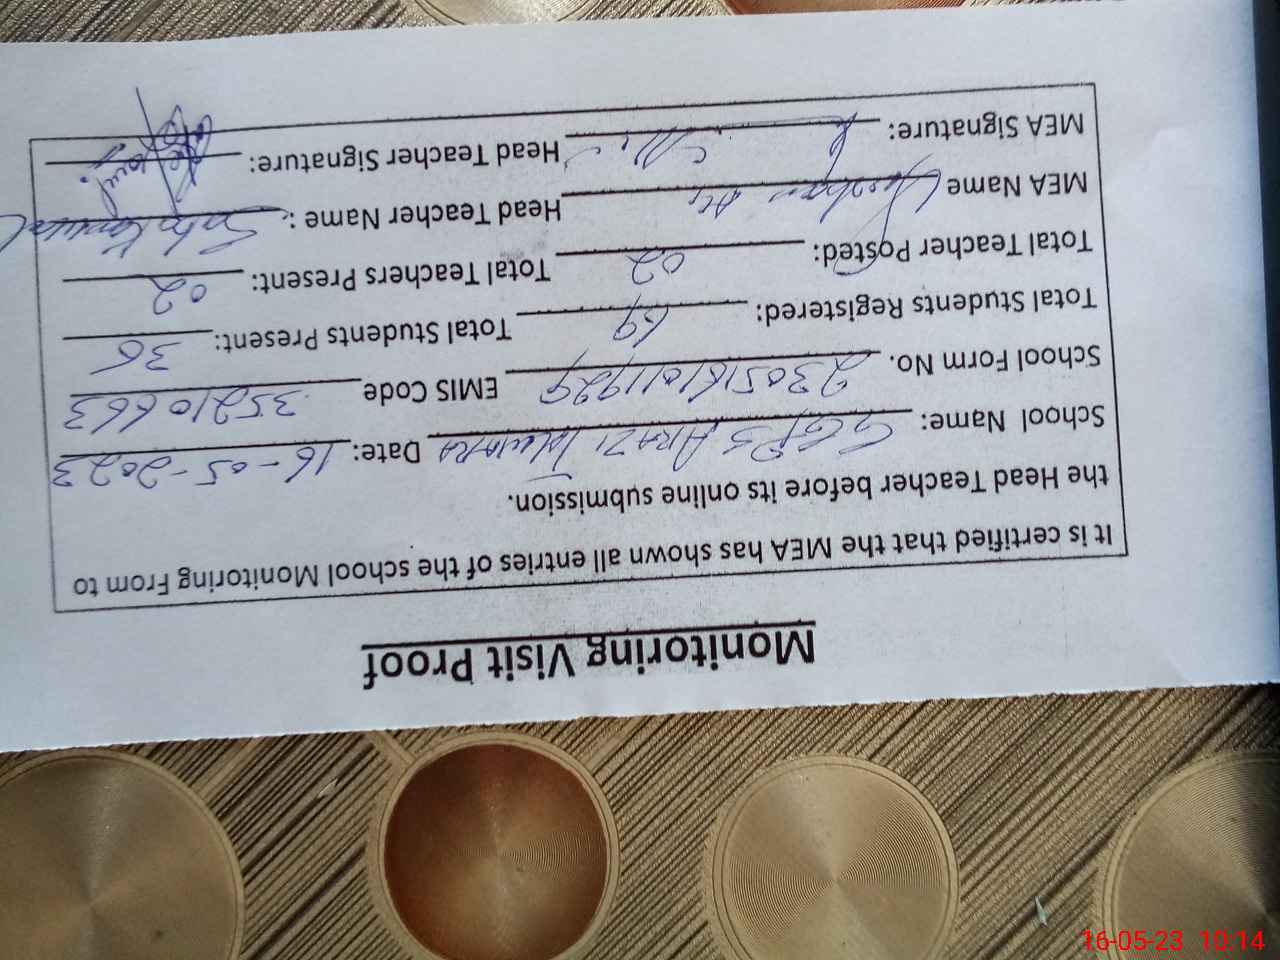 Monitoring Visit Proof
It is certified that the MEA has shown all entries of the school Monitoring From to
the Head Teacher before its online submission.
School Name: GGPS ARAZI Date: 16-05-2023
School Form No. EMIS Code 35210663
Total Students Registered: 69 Total Students Present: 36
Total Teacher Posted: 02 Total Teachers Present: 02
MEA Name Head Teacher Name :
MEA Signature: Head Teacher Signature:
16-05-23 10:14